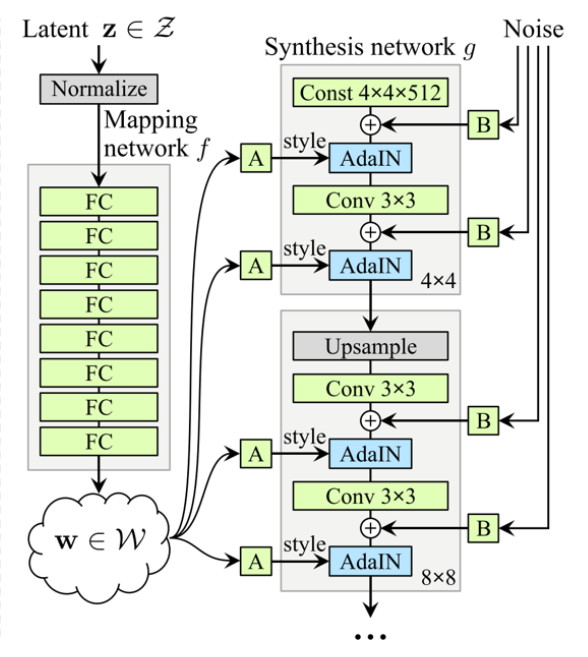 Latent z ∈ Z
Normalize
Mapping
network f
FC
FC
FC
FC
FC
FC
FC
FC
w ∈ W
Synthesis network g
Noise
Const 4×4×512
B
A
style
AdaIN
Conv 3×3
B
A
style
AdaIN
4×4
Upsample
Conv 3×3
B
A
style
AdaIN
Conv 3×3
B
A
style
AdaIN
8×8
...